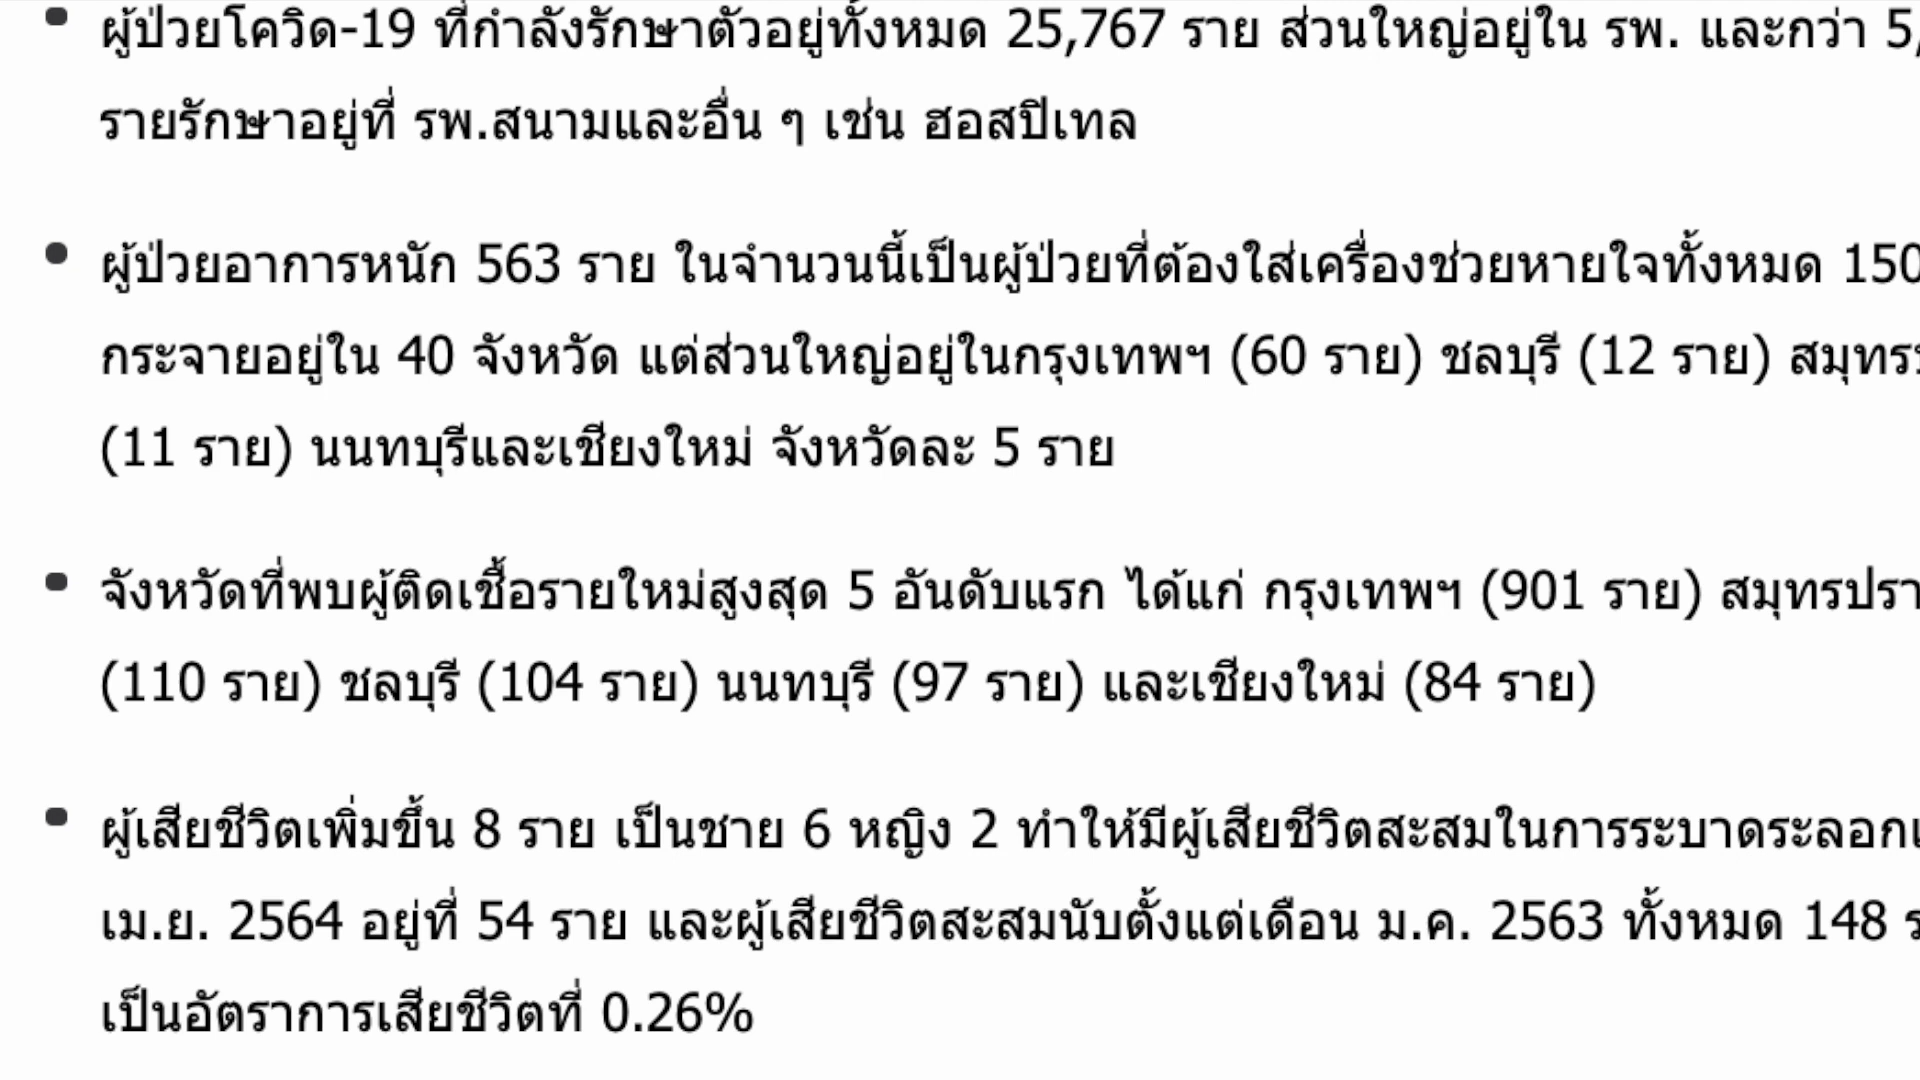 ผู้ป่วยโควิด-19 ที่กำลังรักษาตัวอยู่ทั้งหมด 25,767 ราย ส่วนใหญ่อยู่ใน รพ. และกว่า 5,
รายรักษาอยู่ที่ รพ.สนามและอื่น ๆ เช่น ฮอสปิเทล
ผู้ป่วยอาการหนัก 563 ราย ในจำนวนนี้เป็นผู้ป่วยที่ต้องใส่เครื่องช่วยหายใจทั้งหมด 150
กระจายอยู่ใน 40 จังหวัด แต่ส่วนใหญ่อยู่ในกรุงเทพฯ (60 ราย) ชลบุรี (12 ราย) สมุทร
(11 ราย) นนทบุรีและเชียงใหม่ จังหวัดละ 5 ราย
จังหวัดที่พบผู้ติดเชื้อรายใหม่สูงสุด 5 อันดับแรก ได้แก่ กรุงเทพฯ (901 ราย) สมุทรปรา
(110 ราย) ชลบุรี (104 ราย) นนทบุรี (97 ราย) และเชียงใหม่ (84 ราย)
ผู้เสียชีวิตเพิ่มขึ้น 8 ราย เป็นชาย 6 หญิง 2 ทำให้มีผู้เสียชีวิตสะสมในการระบาดระลอก
เม.ย. 2564 อยู่ที่ 54 ราย และผู้เสียชีวิตสะสมนับตั้งแต่เดือน ม.ค. 2563 ทั้งหมด 148
เป็นอัตราการเสียชีวิตที่ 0.26%